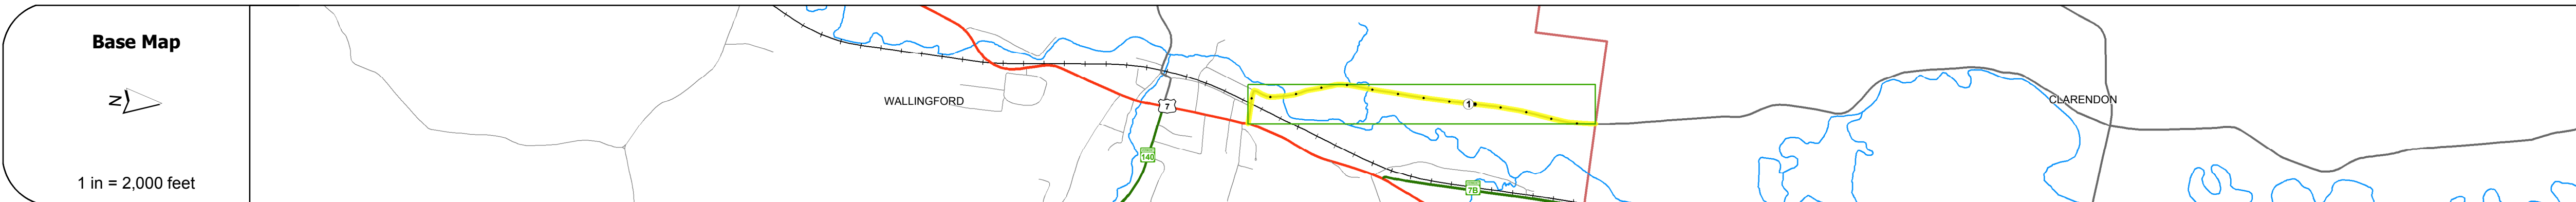 Base Map
N
1 in = 2,000 feet
WALLINGFORD
7
140
1
7B
CLARENDON